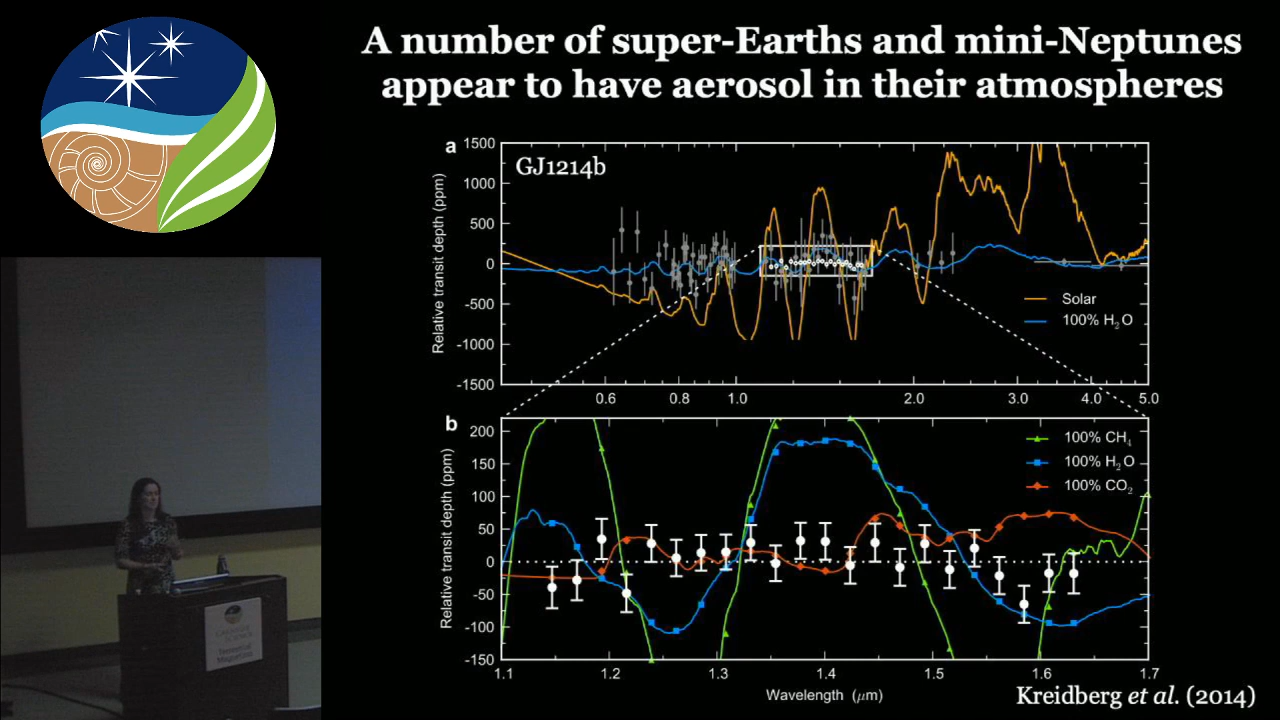 A number of super-Earths and mini-Neptunes
appear to have aerosol in their atmospheres
a
1500
GJ1214b
1000
500
0
-500
-1000
-1500
Relative transit depth (ppm)
Solar
100% H₂O
0.6 0.8 1.0 2.0 3.0 4.0 5.0
b
200
150
100
50
0
-50
-100
-150
Relative transit depth (ppm)
100% CH₄
100% H₂O
100% CO₂
1.1 1.2 1.3 1.4 1.5 1.6 1.7
Wavelength (μm)
Kreidberg et al. (2014)